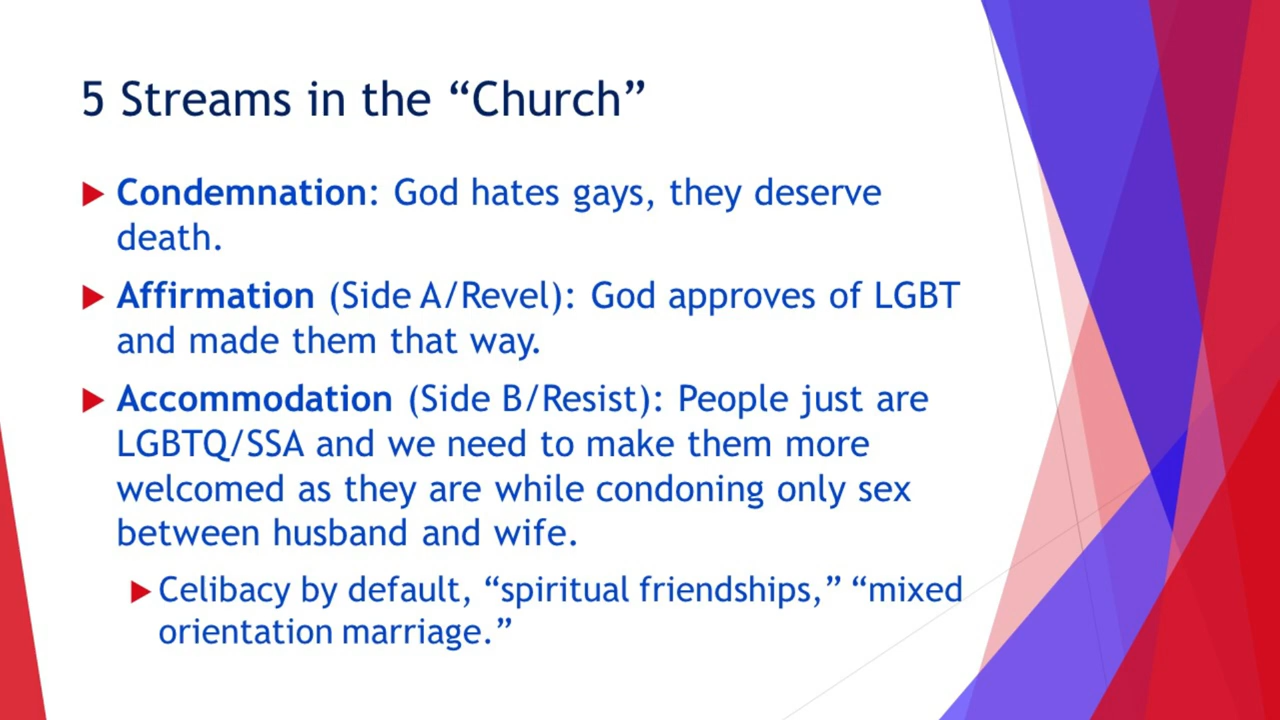 5 Streams in the “Church”
Condemnation: God hates gays, they deserve
death.
Affirmation (Side A/Revel): God approves of LGBT
and made them that way.
Accommodation (Side B/Resist): People just are
LGBTQ/SSA and we need to make them more
welcomed as they are while condoning only sex
between husband and wife.
Celibacy by default, “spiritual friendships,” “mixed
orientation marriage.”